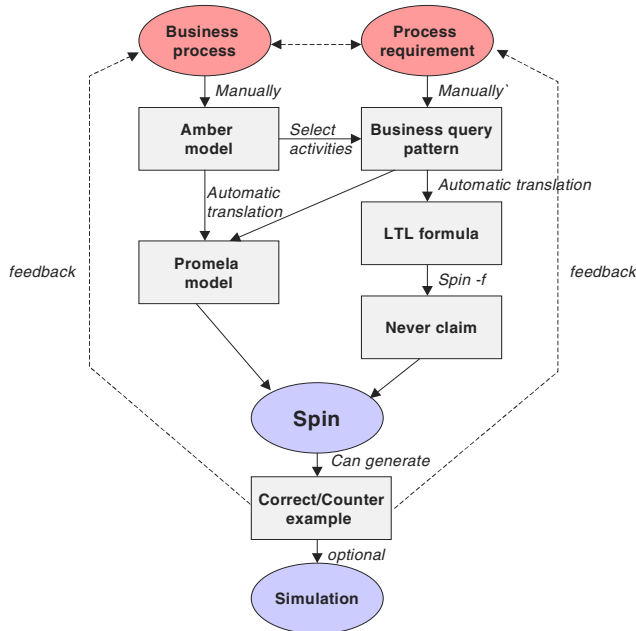 Business
process
Process
requirement
Manually
Manually`
Amber
model
Select
activities
Business query
pattern
Automatic
translation
Automatic translation
LTL formula
feedback
Promela
model
Spin -f
feedback
Never claim
Spin
Can generate
Correct/Counter
example
optional
Simulation